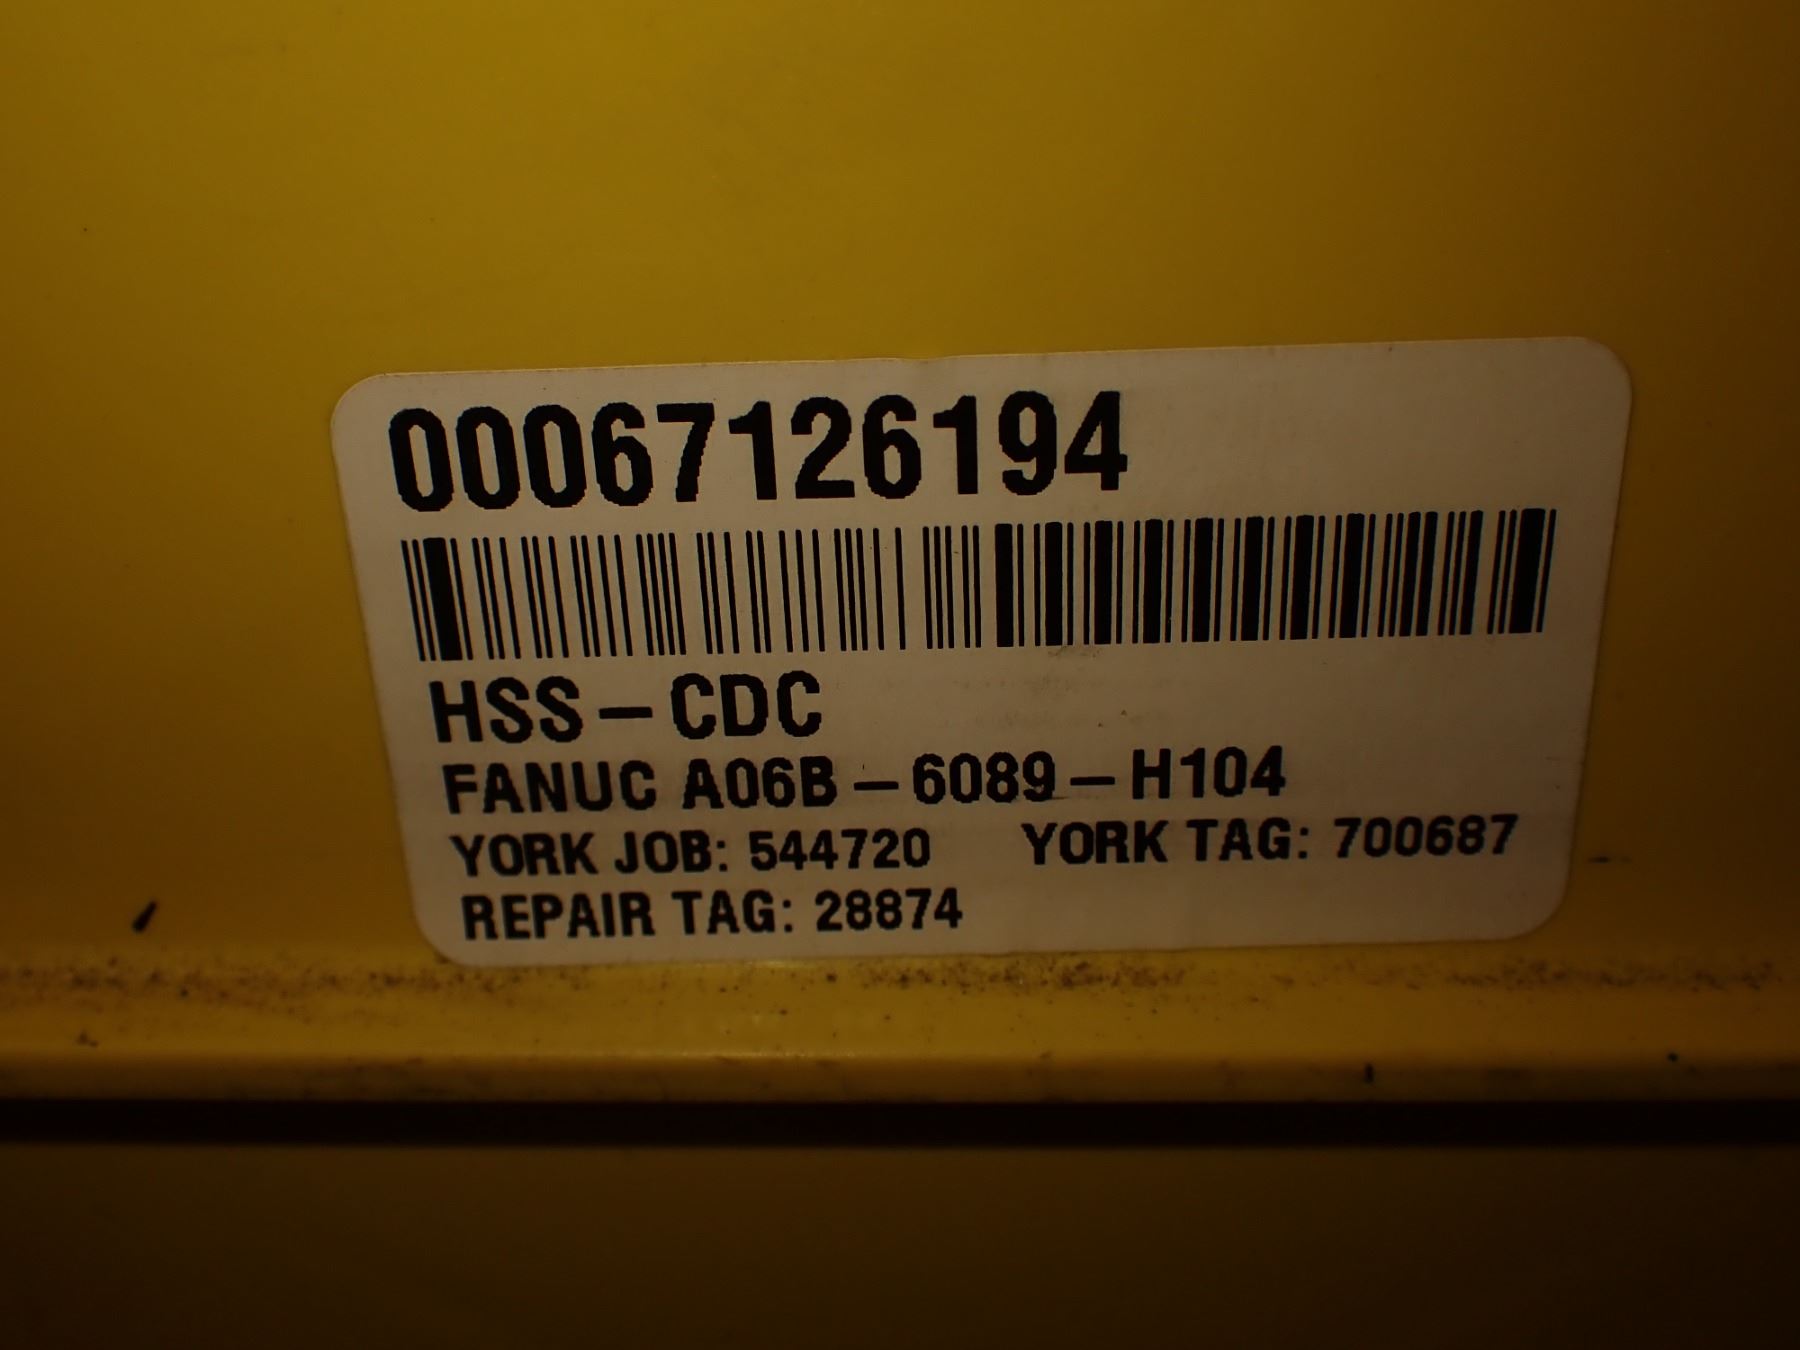 00067126194
HSS-CDC
FANUC A06B-6089-H104
YORK JOB: 544720 YORK TAG: 700687
REPAIR TAG: 28874